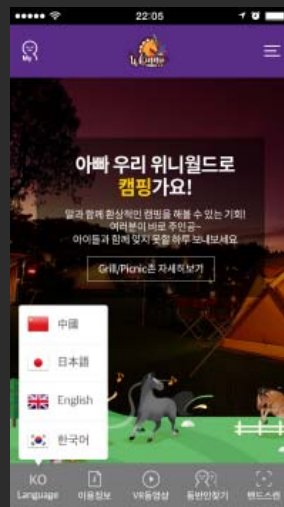 22:05
My
아빠 우리 위니월드로
캠핑가요!
말과 함께 환상적인 캠핑을 해볼 수 있는 기회!
여러분이 바로 주인공~
아이들과 함께 잊지 못할 하루 보내보세요
Grill/Picnic존 자세히보기
中國
日本語
English
한국어
KO
Language
이용정보
VR동영상
동반인찾기
핸드스캔